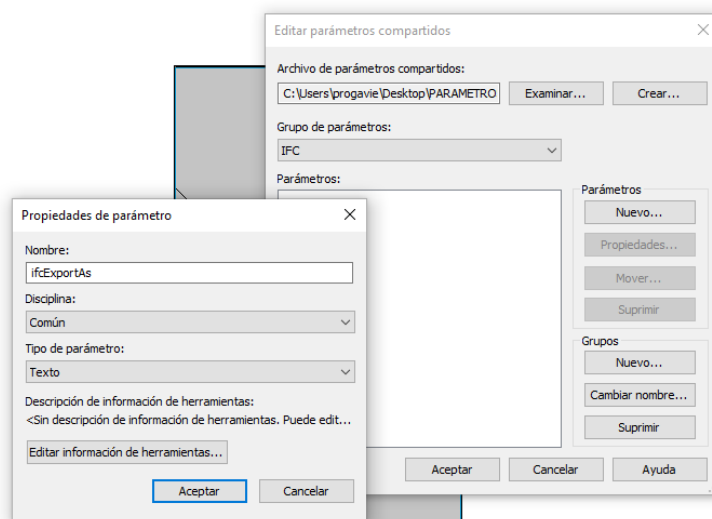 Editar parámetros compartidos
Archivo de parámetros compartidos:
C:\Users\progavie\Desktop\PARAMETRO
Examinar...
Crear...
Grupo de parámetros:
IFC
Parámetros:
Parámetros
Nuevo...
Propiedades...
Mover...
Suprimir
Grupos
Nuevo...
Cambiar nombre...
Suprimir
Aceptar
Cancelar
Ayuda
Propiedades de parámetro
Nombre:
ifcExportAs
Disciplina:
Común
Tipo de parámetro:
Texto
Descripción de información de herramientas:
<Sin descripción de información de herramientas. Puede edit...
Editar información de herramientas...
Aceptar
Cancelar